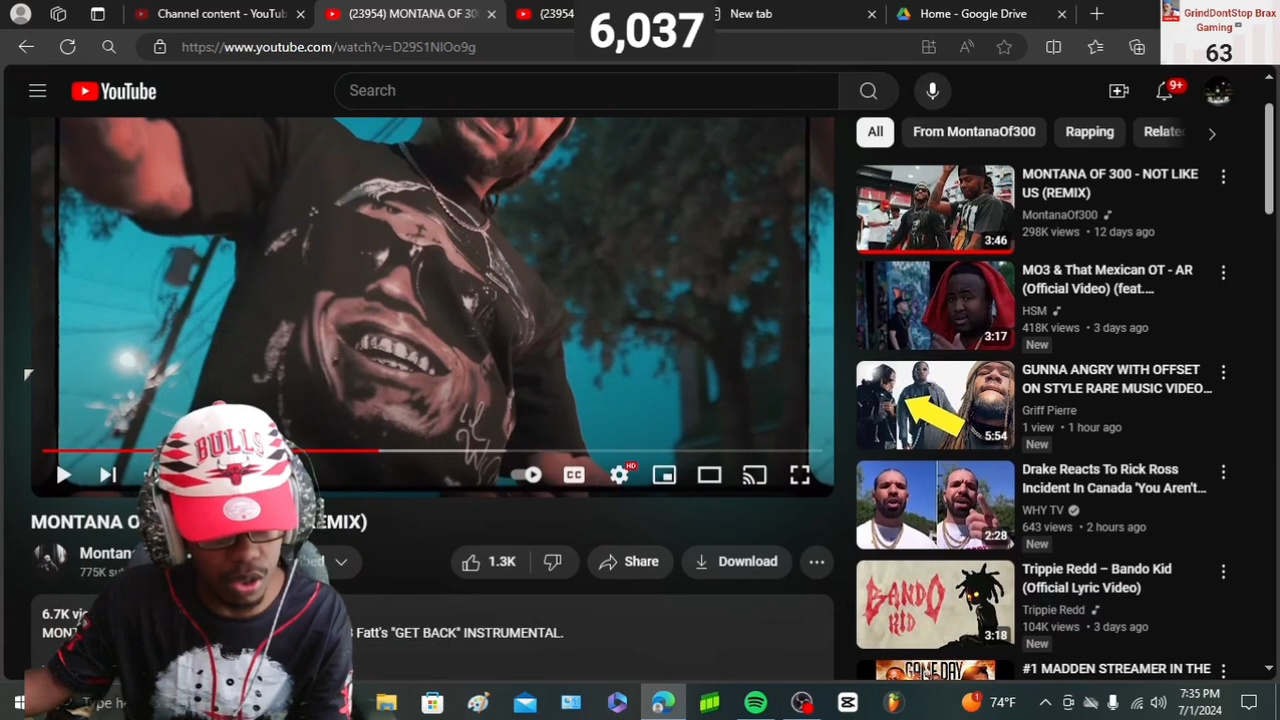 Channel content - YouTub
(23954) MONTANA OF 30
(23954
New tab
Home - Google Drive
6,037
GrindDontStop Brax
Gaming
63
https://www.youtube.com/watch?v=D29S1NIOo9g
YouTube
Search
9+
All
From MontanaOf300
Rapping
Relate
MONTANA OF 300 - NOT LIKE
US (REMIX)
MontanaOf300
298K views • 12 days ago
3:46
MO3 & That Mexican OT - AR
(Official Video) (feat....
HSM
418K views • 3 days ago
New
3:17
GUNNA ANGRY WITH OFFSET
ON STYLE RARE MUSIC VIDEO...
Griff Pierre
1 view • 1 hour ago
New
5:54
Drake Reacts To Rick Ross
Incident In Canada 'You Aren't...
WHY TV
643 views • 2 hours ago
New
2:28
BANDO
KID
Trippie Redd – Bando Kid
(Official Lyric Video)
Trippie Redd
104K views • 3 days ago
New
3:18
GAME DAY
#1 MADDEN STREAMER IN THE
CC
HD
BULLS
MONTANA O
EMIX)
Montan
775K su
bed
1.3K
Share
Download
6.7K vi
MON
Fatt's "GET BACK" INSTRUMENTAL.
Type he
74°F
7:35 PM
7/1/2024